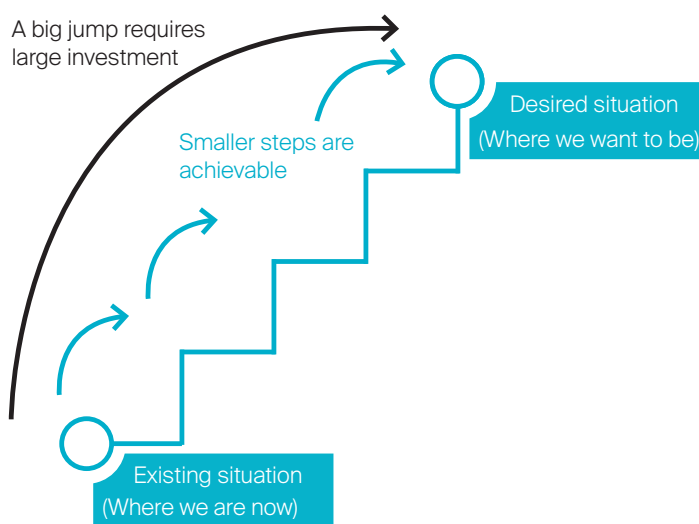 A big jump requires
large investment
Smaller steps are
achievable
Desired situation
(Where we want to be)
Existing situation
(Where we are now)